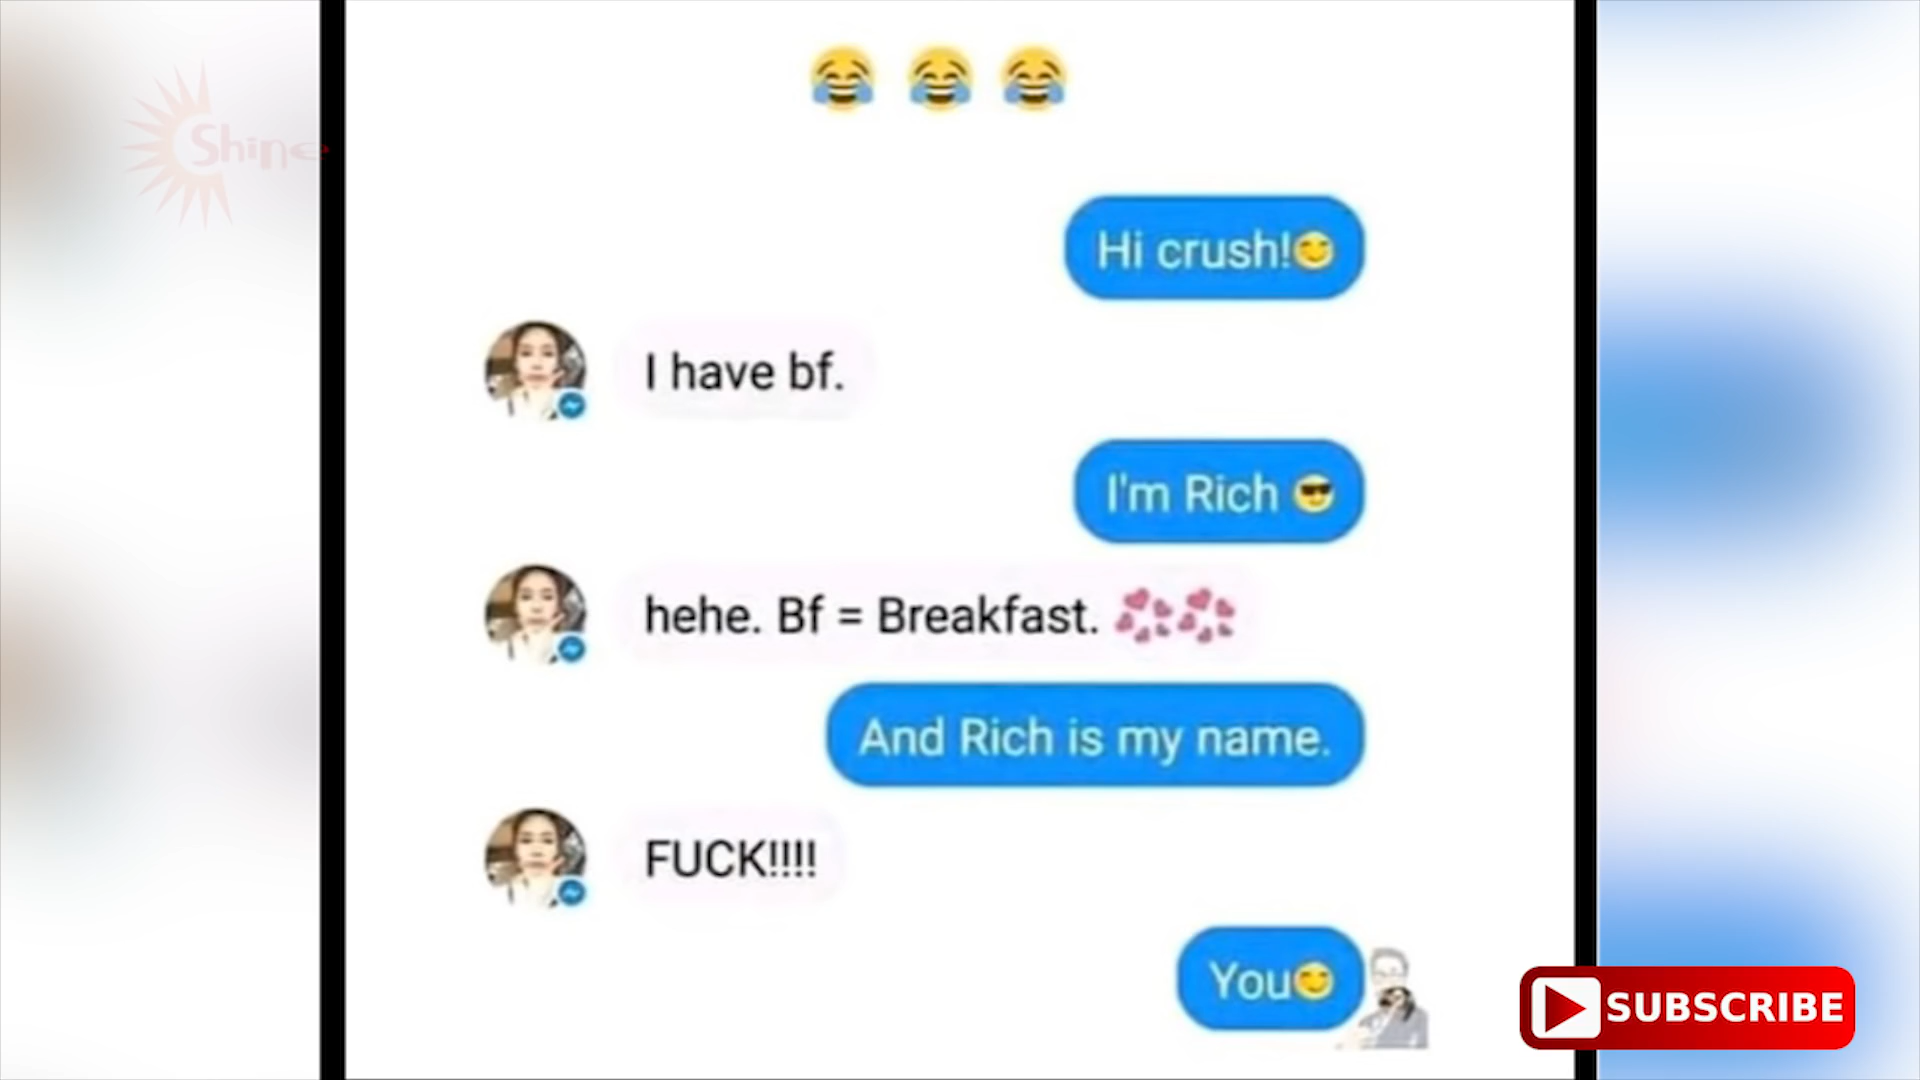 Shine
😂 😂 😂
Hi crush!😊
I have bf.
I'm Rich 😎
hehe. Bf = Breakfast. 💞💞
And Rich is my name.
FUCK!!!!
You😊
SUBSCRIBE